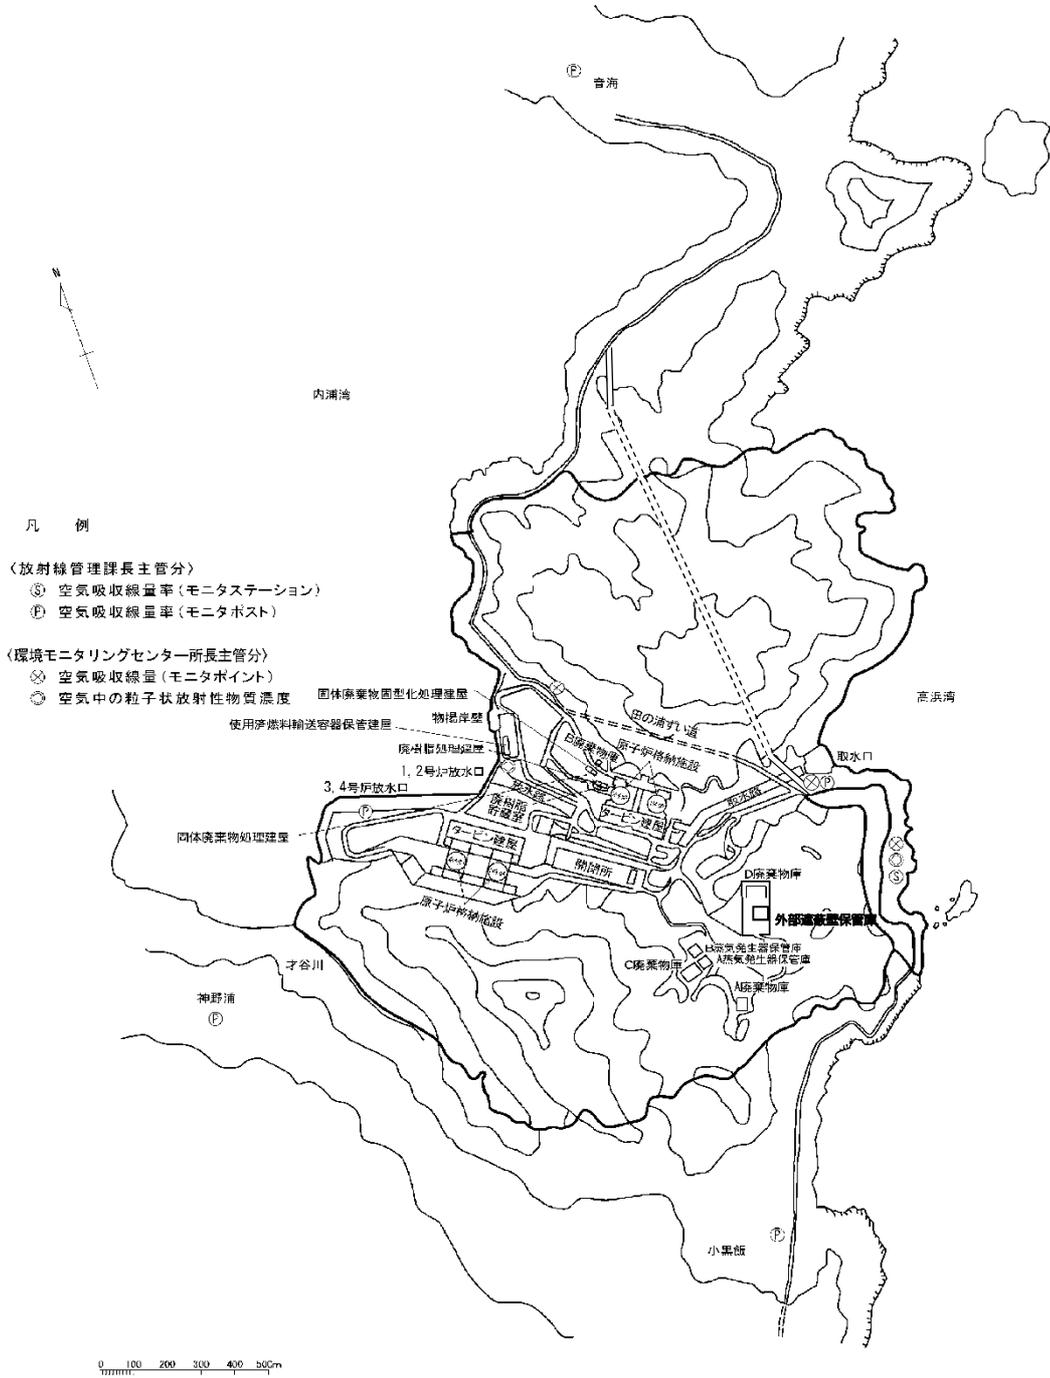 Ⓟ
音海
N
内浦湾
凡 例
〈放射線管理課長主管分〉
Ⓢ 空気吸収線量率(モニタステーション)
Ⓟ 空気吸収線量率(モニタポスト)
〈環境モニタリングセンター所長主管分〉
⊗ 空気吸収線量(モニタポイント)
◎ 空気中の粒子状放射性物質濃度
固体廃棄物固型化処理建屋
物揚岸壁
使用済燃料輸送容器保管建屋
廃樹脂処理建屋
1,2号炉放水口
3,4号炉放水口
固体廃棄物処理建屋
高浜湾
田の浦ずい道
B廃棄物庫
原子炉格納施設
取水口
Ⓟ
取水路
放水路
廃樹脂
貯蔵室
タービン建屋
Ⓟ
タービン建屋
開閉所
原子炉格納施設
Ⓢ
D廃棄物庫
外部遮蔽壁保管庫
B蒸気発生器保管庫
A蒸気発生器保管庫
C廃棄物庫
A廃棄物庫
才谷川
神野浦
Ⓟ
Ⓟ
小黒飯
0 100 200 300 400 500m